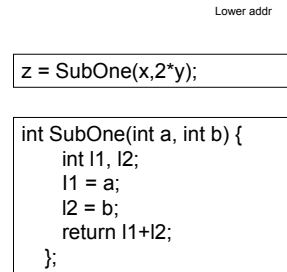 Lower addr
z = SubOne(x,2*y);
int SubOne(int a, int b) {
int l1, l2;
l1 = a;
l2 = b;
return l1+l2;
};